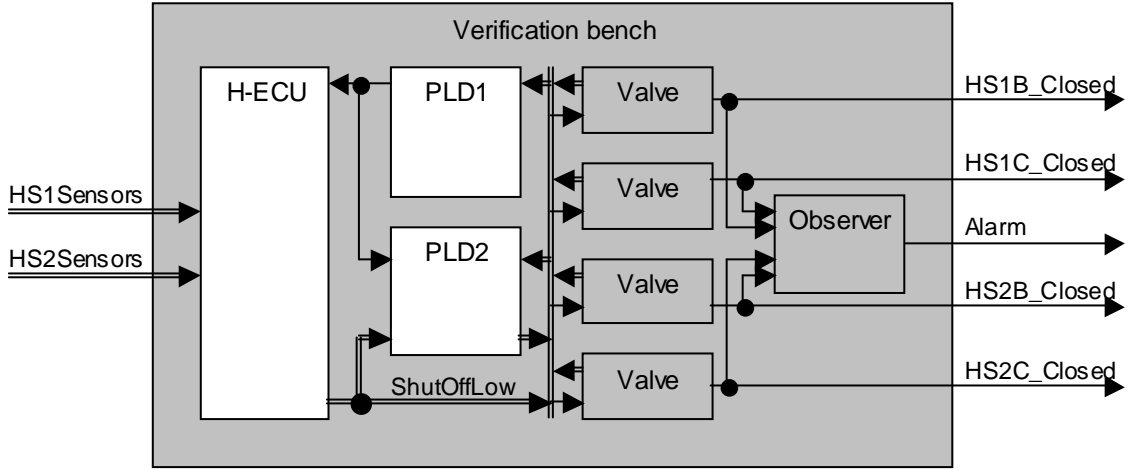 Verification bench
H-ECU
PLD1
Valve
HS1B_Closed
Valve
HS1C_Closed
HS1Sensors
Observer
Alarm
HS2Sensors
PLD2
Valve
HS2B_Closed
Valve
HS2C_Closed
ShutOffLow